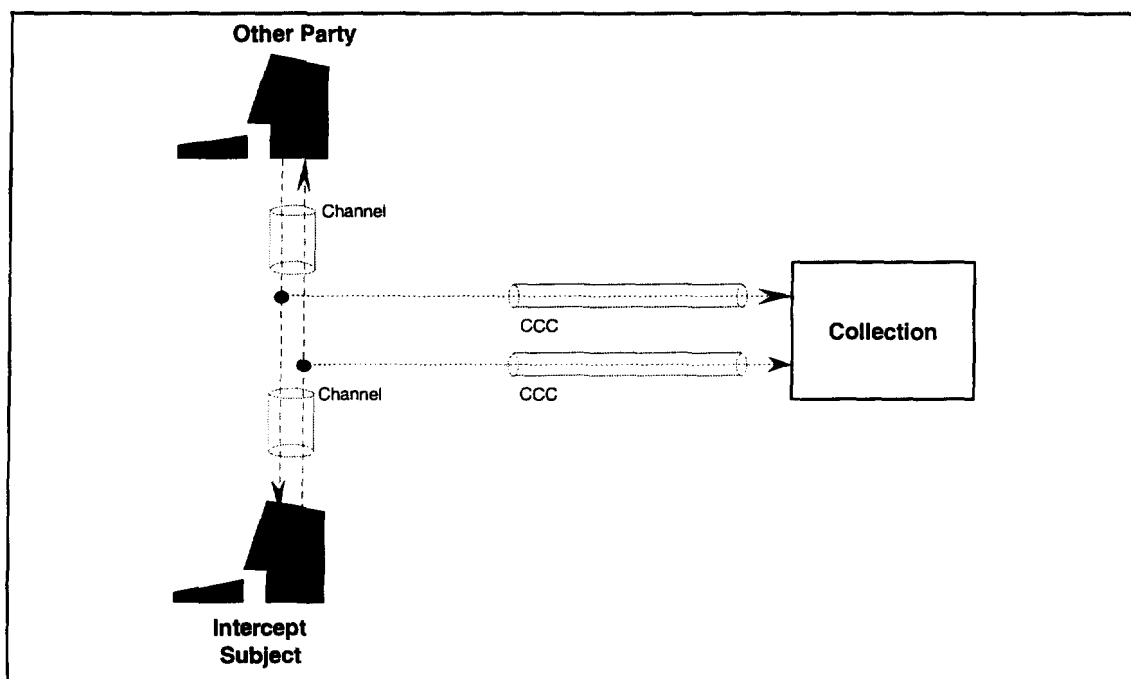 Other Party
Channel
CCC
Collection
Channel
CCC
Intercept
Subject